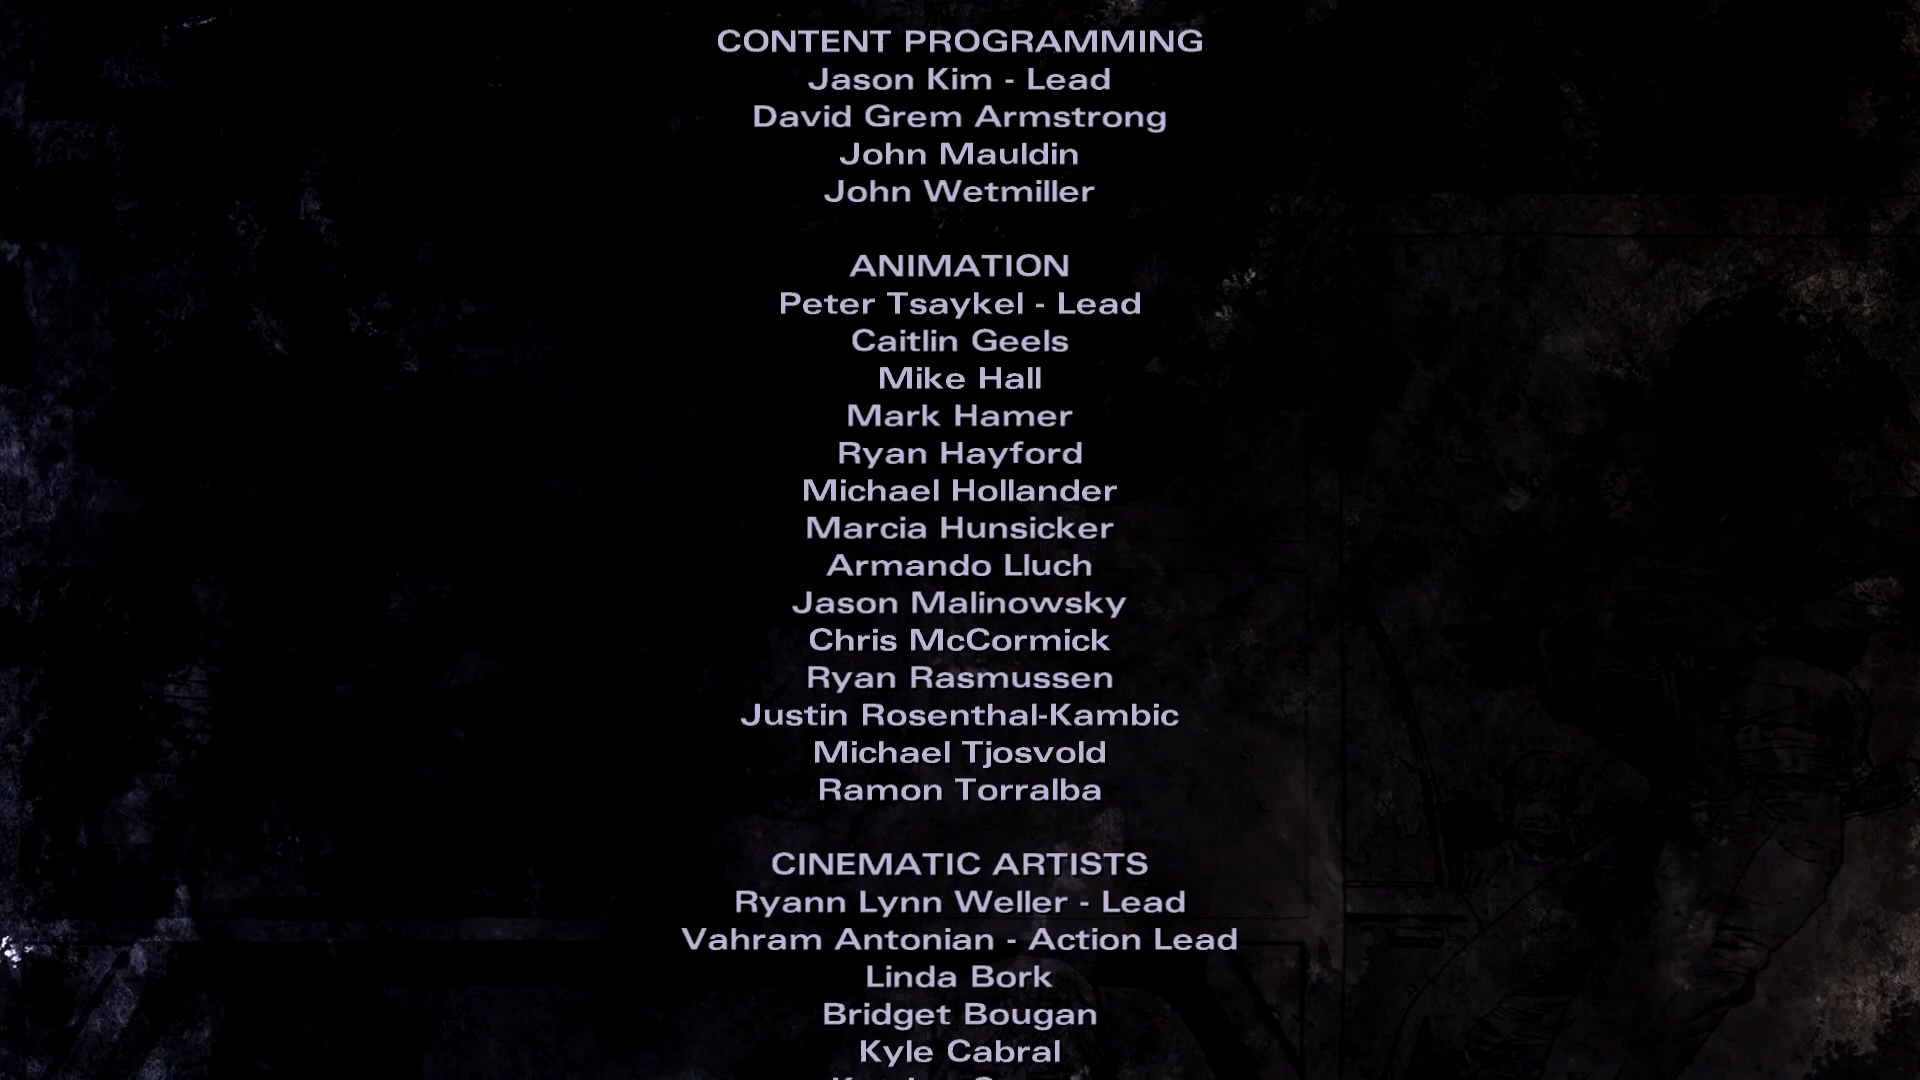 CONTENT PROGRAMMING
Jason Kim - Lead
David Grem Armstrong
John Mauldin
John Wetmiller
ANIMATION
Peter Tsaykel - Lead
Caitlin Geels
Mike Hall
Mark Hamer
Ryan Hayford
Michael Hollander
Marcia Hunsicker
Armando Lluch
Jason Malinowsky
Chris McCormick
Ryan Rasmussen
Justin Rosenthal-Kambic
Michael Tjosvold
Ramon Torralba
CINEMATIC ARTISTS
Ryann Lynn Weller - Lead
Vahram Antonian - Action Lead
Linda Bork
Bridget Bougan
Kyle Cabral